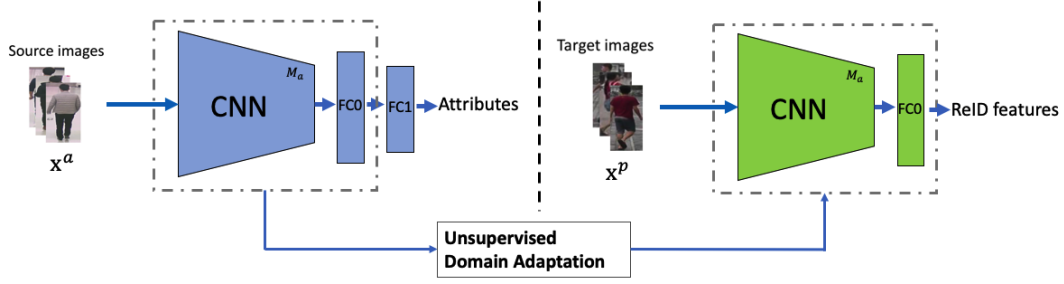 Source images
x^a
CNN
M_a
FC0
FC1
Attributes
Target images
x^p
CNN
M_a
FC0
ReID features
Unsupervised
Domain Adaptation